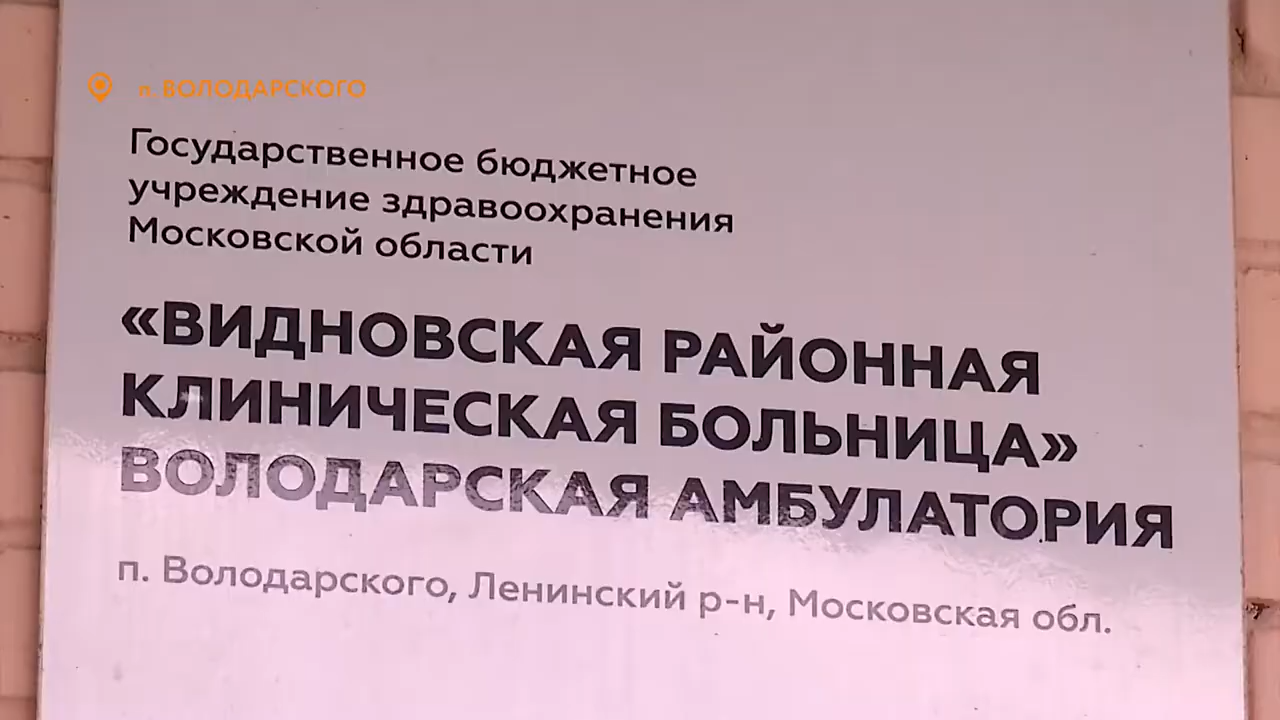 п. ВОЛОДАРСКОГО
Государственное бюджетное
учреждение здравоохранения
Московской области
«ВИДНОВСКАЯ РАЙОННАЯ
КЛИНИЧЕСКАЯ БОЛЬНИЦА»
ВОЛОДАРСКАЯ АМБУЛАТОРИЯ
п. Володарского, Ленинский р-н, Московская обл.